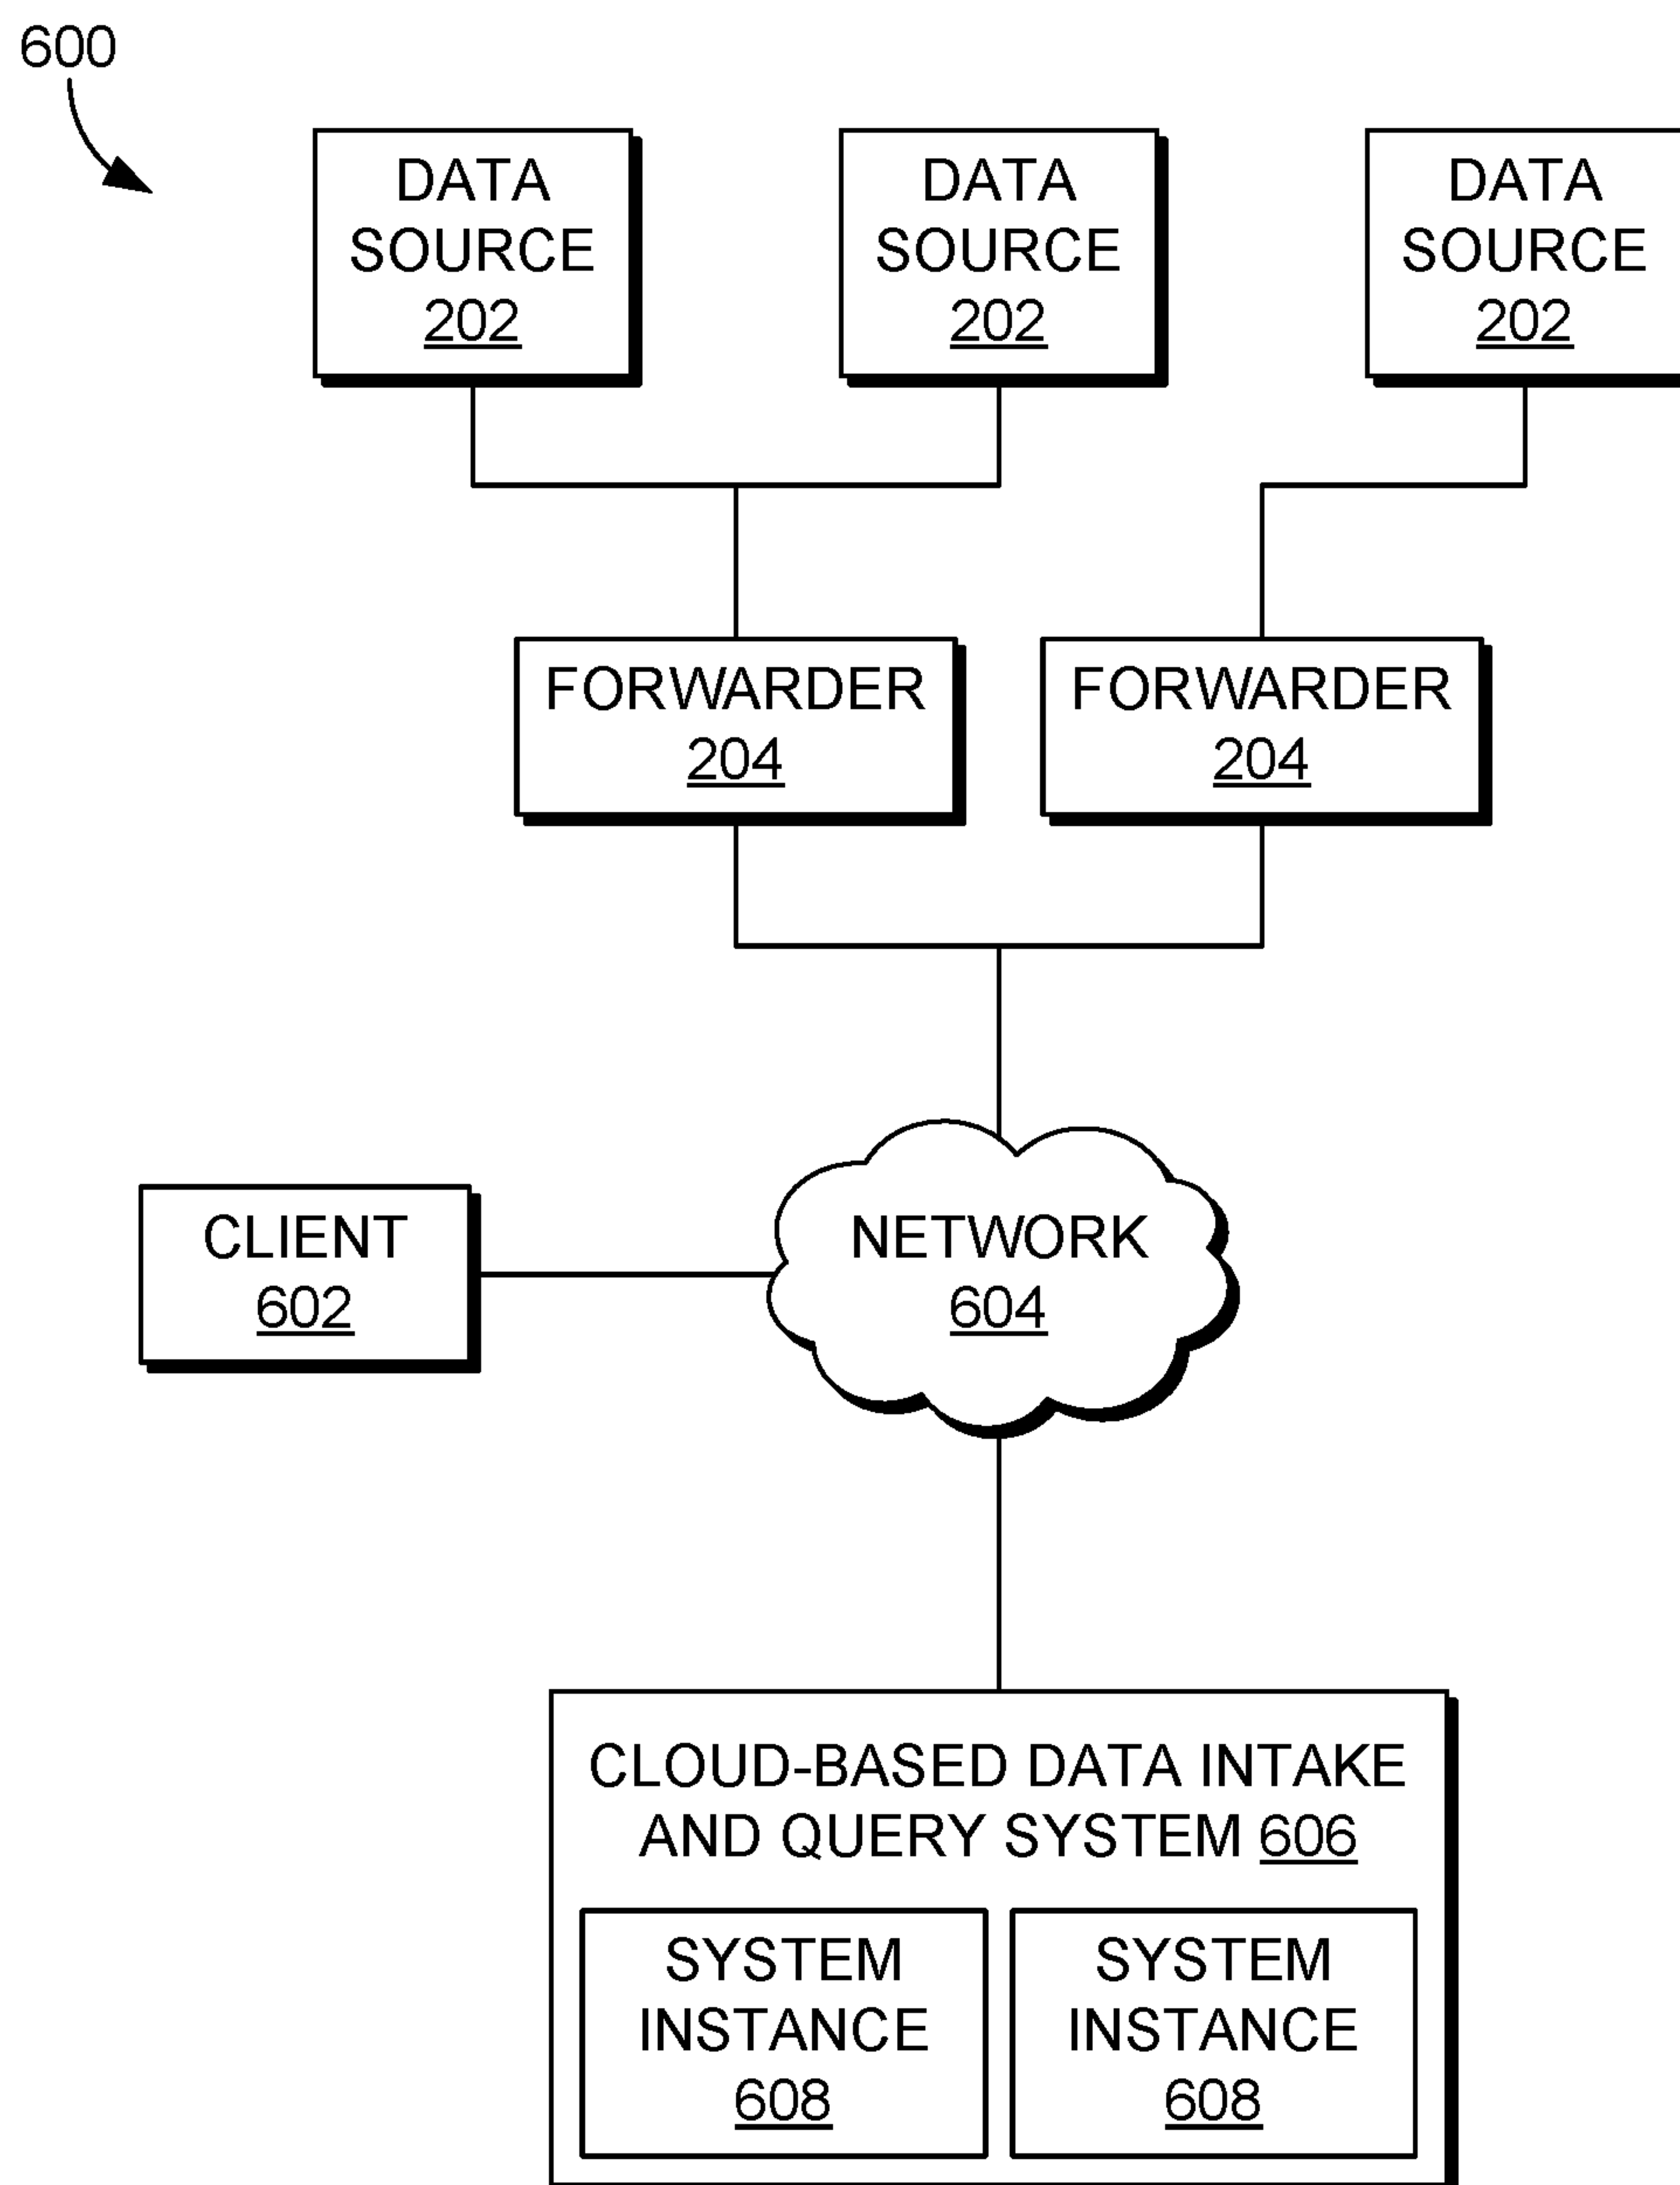 600
DATA
SOURCE
202
DATA
SOURCE
202
DATA
SOURCE
202
FORWARDER
204
FORWARDER
204
CLIENT
602
NETWORK
604
CLOUD-BASED DATA INTAKE
AND QUERY SYSTEM 606
SYSTEM
INSTANCE
608
SYSTEM
INSTANCE
608